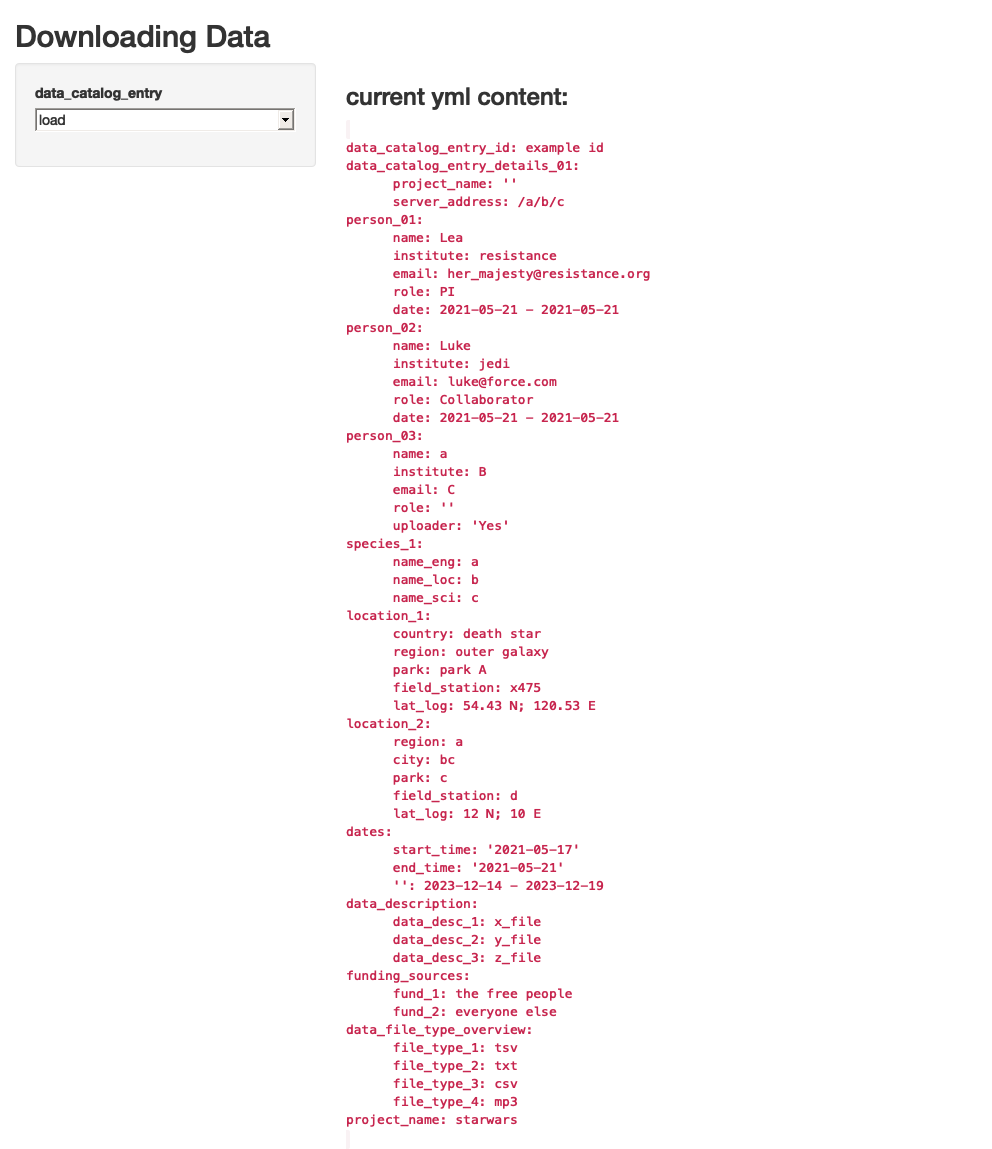 Downloading Data
data_catalog_entry
load
current yml content:
data_catalog_entry_id: example id
data_catalog_entry_details_01:
project_name: ''
server_address: /a/b/c
person_01:
name: Lea
institute: resistance
email: her_majesty@resistance.org
role: PI
date: 2021-05-21 - 2021-05-21
person_02:
name: Luke
institute: jedi
email: luke@force.com
role: Collaborator
date: 2021-05-21 - 2021-05-21
person_03:
name: a
institute: B
email: C
role: ''
uploader: 'Yes'
species_1:
name_eng: a
name_loc: b
name_sci: c
location_1:
country: death star
region: outer galaxy
park: park A
field_station: x475
lat_log: 54.43 N; 120.53 E
location_2:
region: a
city: bc
park: c
field_station: d
lat_log: 12 N; 10 E
dates:
start_time: '2021-05-17'
end_time: '2021-05-21'
'': 2023-12-14 - 2023-12-19
data_description:
data_desc_1: x_file
data_desc_2: y_file
data_desc_3: z_file
funding_sources:
fund_1: the free people
fund_2: everyone else
data_file_type_overview:
file_type_1: tsv
file_type_2: txt
file_type_3: csv
file_type_4: mp3
project_name: starwars